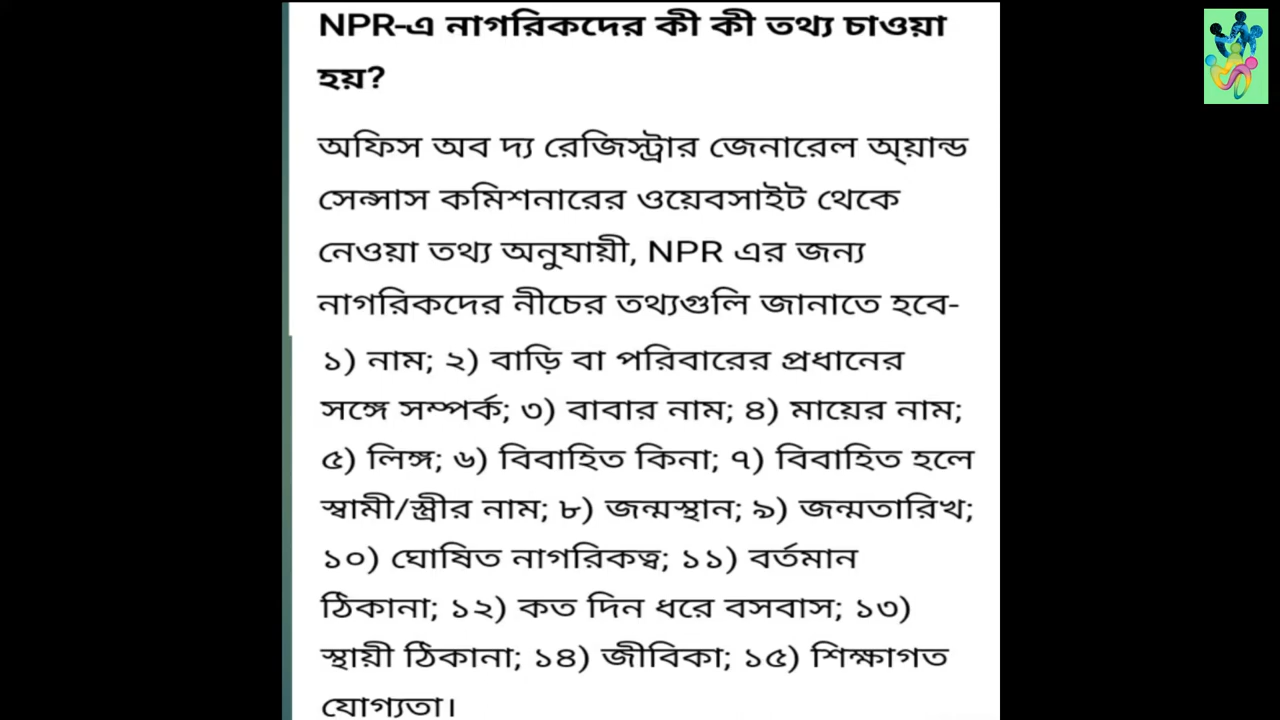 NPR-এ নাগরিকদের কী কী তথ্য চাওয়া
হয়?
অফিস অব দ্য রেজিস্ট্রার জেনারেল অ্য়ান্ড
সেন্সাস কমিশনারের ওয়েবসাইট থেকে
নেওয়া তথ্য অনুযায়ী, NPR এর জন্য
নাগরিকদের নীচের তথ্যগুলি জানাতে হবে-
১) নাম; ২) বাড়ি বা পরিবারের প্রধানের
সঙ্গে সম্পর্ক; ৩) বাবার নাম; ৪) মায়ের নাম;
৫) লিঙ্গ; ৬) বিবাহিত কিনা; ৭) বিবাহিত হলে
স্বামী/স্ত্রীর নাম; ৮) জন্মস্থান; ৯) জন্মতারিখ;
১০) ঘোষিত নাগরিকত্ব; ১১) বর্তমান
ঠিকানা; ১২) কত দিন ধরে বসবাস; ১৩)
স্থায়ী ঠিকানা; ১৪) জীবিকা; ১৫) শিক্ষাগত
যোগ্যতা।